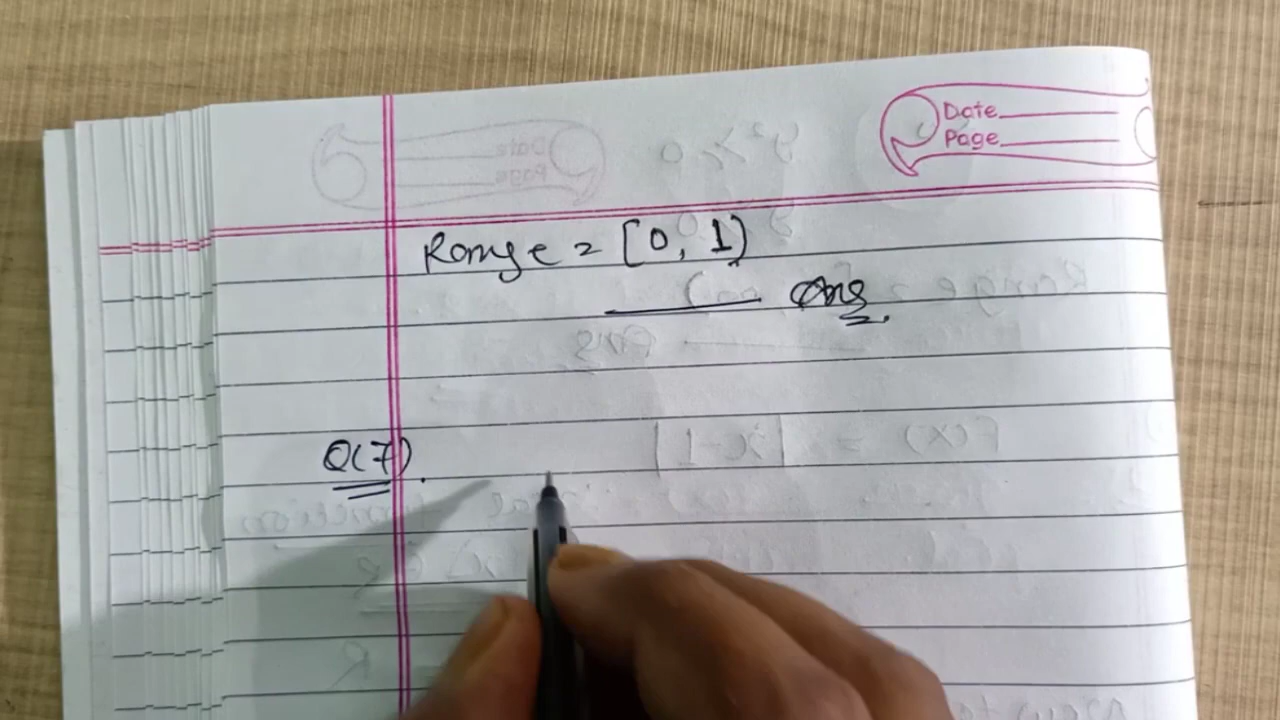 Date
Page
Range = [0, 1)
Ans
Q(7).